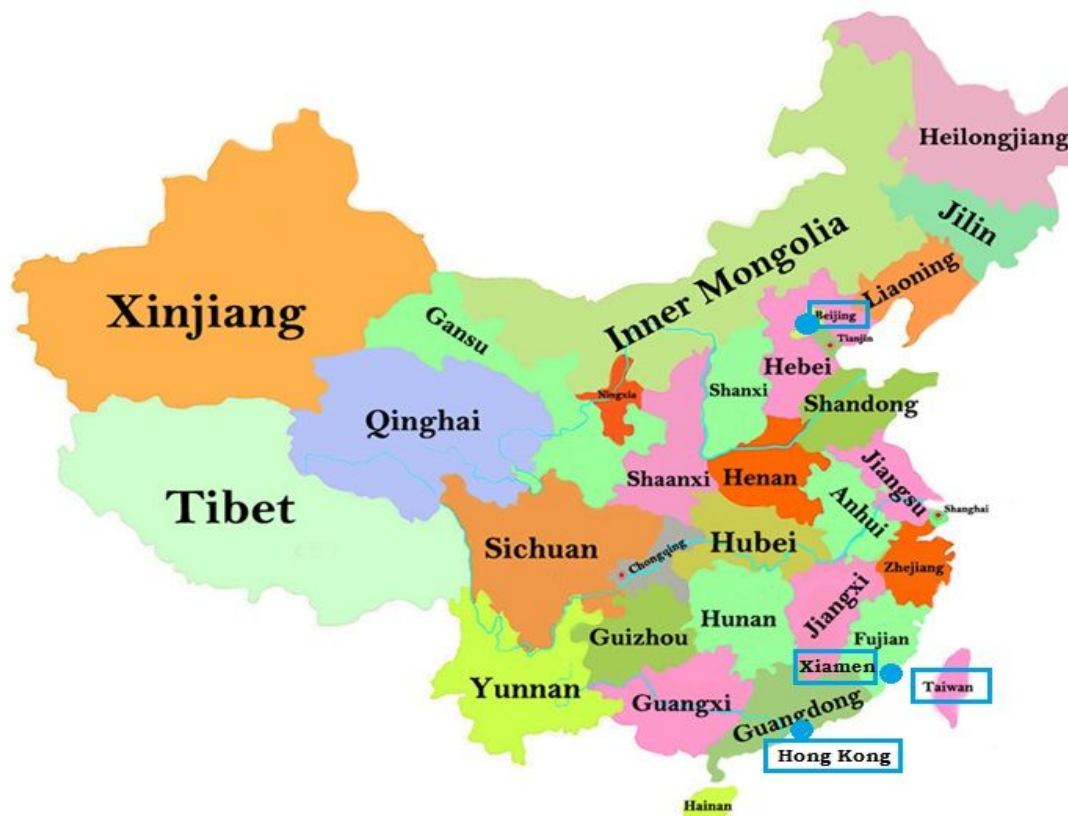 Heilongjiang
Jilin
Inner Mongolia
Liaoning
Xinjiang
Gansu
Beijing
Tianjin
Hebei
Shanxi
Ningxia
Shandong
Qinghai
Shaanxi
Henan
Jiangsu
Tibet
Anhui
Shanghai
Sichuan
Chongqing
Hubei
Zhejiang
Jiangxi
Hunan
Guizhou
Fujian
Xiamen
Taiwan
Yunnan
Guangxi
Guangdong
Hong Kong
Hainan